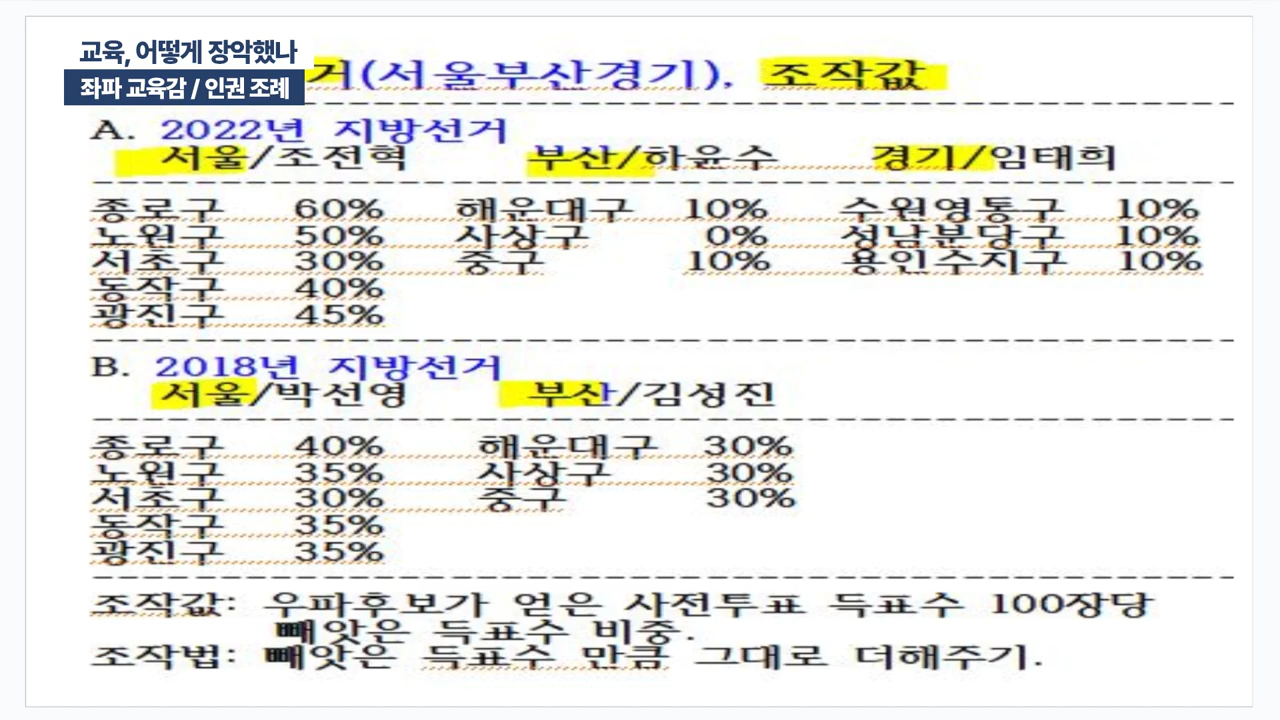 교육, 어떻게 장악했나
좌파 교육감 / 인권 조례
거(서울부산경기). 조작값
A. 2022년 지방선거
서울/조전혁 부산/하윤수 경기/임태희
종로구 60% 해운대구 10% 수원영통구 10%
노원구 50% 사상구 0% 성남분당구 10%
서초구 30% 중구 10% 용인수지구 10%
동작구 40%
광진구 45%
B. 2018년 지방선거
서울/박선영 부산/김성진
종로구 40% 해운대구 30%
노원구 35% 사상구 30%
서초구 30% 중구 30%
동작구 35%
광진구 35%
조작값: 우파후보가 얻은 사전투표 득표수 100장당
빼앗은 득표수 비중.
조작법: 빼앗은 득표수 만큼 그대로 더해주기.